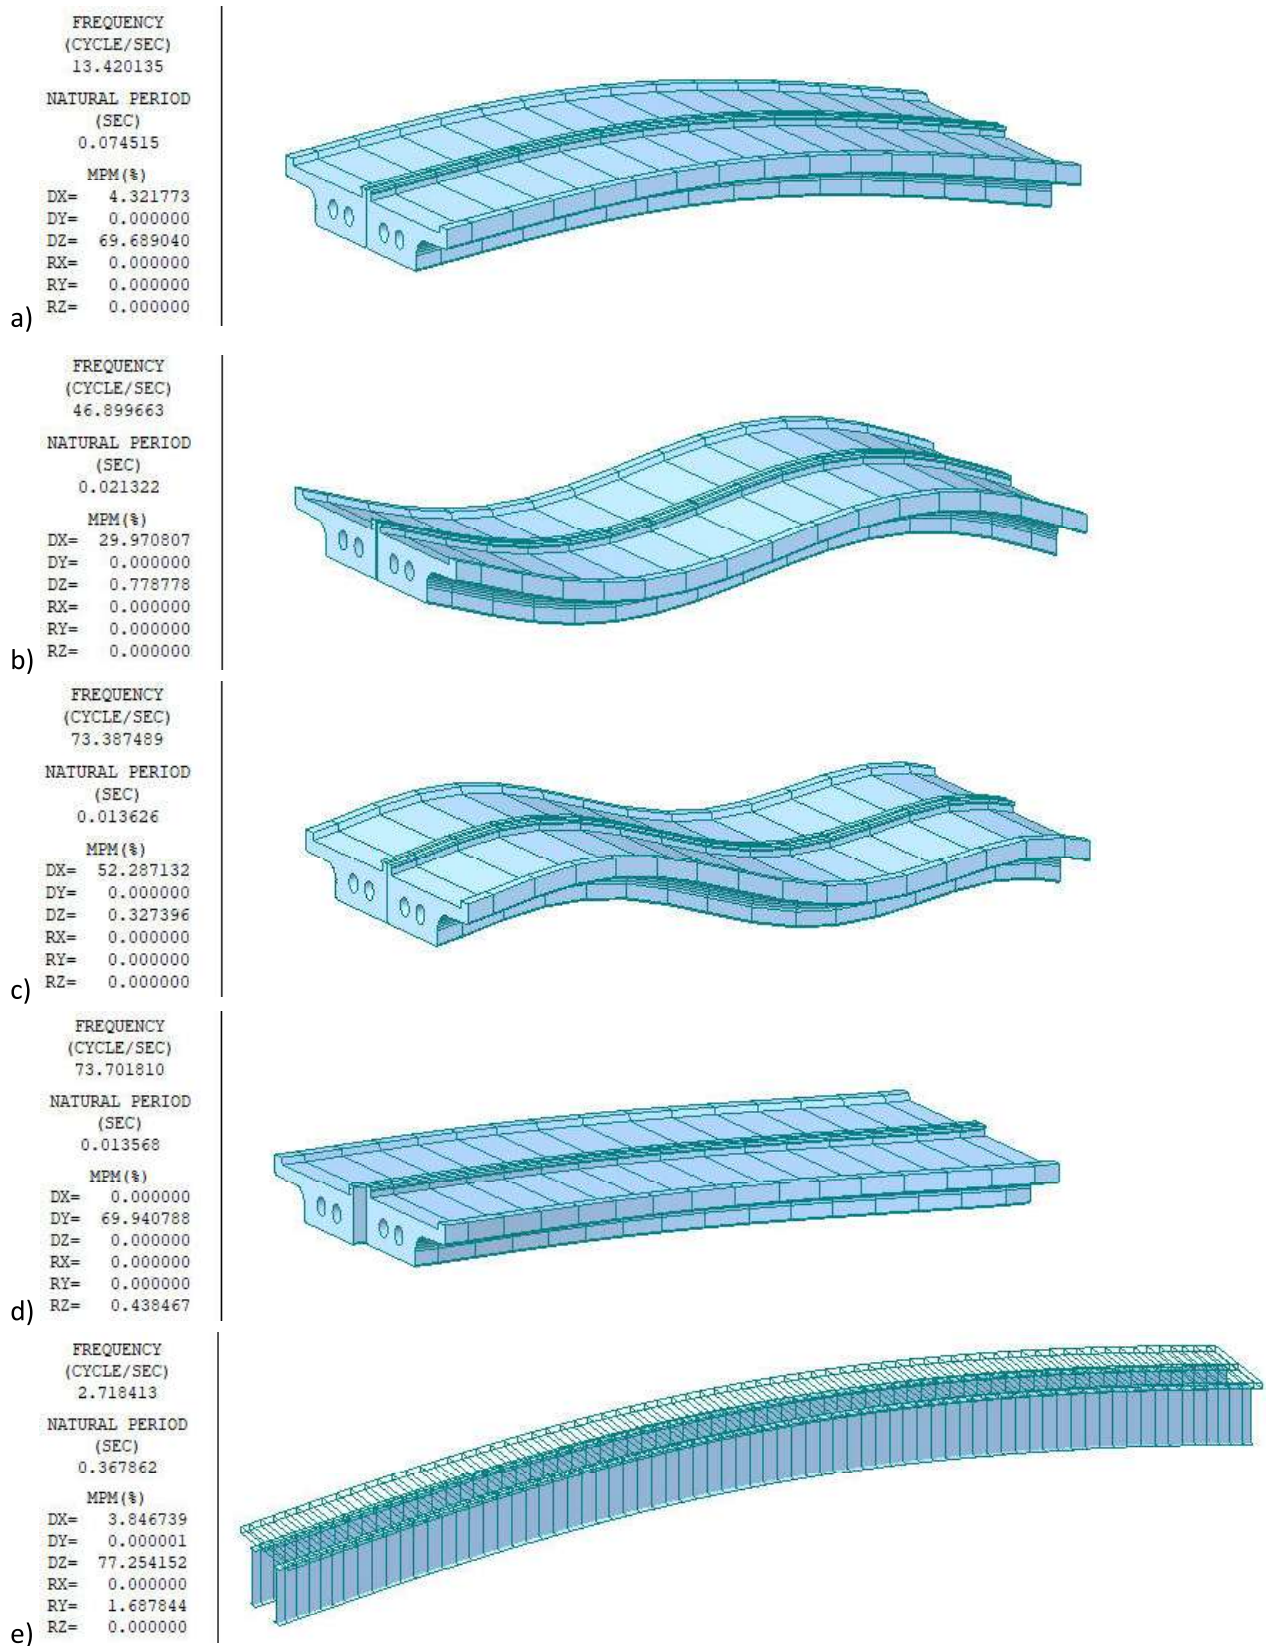 FREQUENCY
(CYCLE/SEC)
13.420135
NATURAL PERIOD
(SEC)
0.074515
MPM(%)
DX= 4.321773
DY= 0.000000
DZ= 69.689040
RX= 0.000000
RY= 0.000000
RZ= 0.000000
a)
FREQUENCY
(CYCLE/SEC)
46.899663
NATURAL PERIOD
(SEC)
0.021322
MPM(%)
DX= 29.970807
DY= 0.000000
DZ= 0.778778
RX= 0.000000
RY= 0.000000
RZ= 0.000000
b)
FREQUENCY
(CYCLE/SEC)
73.387489
NATURAL PERIOD
(SEC)
0.013626
MPM(%)
DX= 52.287132
DY= 0.000000
DZ= 0.327396
RX= 0.000000
RY= 0.000000
RZ= 0.000000
c)
FREQUENCY
(CYCLE/SEC)
73.701810
NATURAL PERIOD
(SEC)
0.013568
MPM(%)
DX= 0.000000
DY= 69.940788
DZ= 0.000000
RX= 0.000000
RY= 0.000000
RZ= 0.438467
d)
FREQUENCY
(CYCLE/SEC)
2.718413
NATURAL PERIOD
(SEC)
0.367862
MPM(%)
DX= 3.846739
DY= 0.000001
DZ= 77.254152
RX= 0.000000
RY= 1.687844
RZ= 0.000000
e)